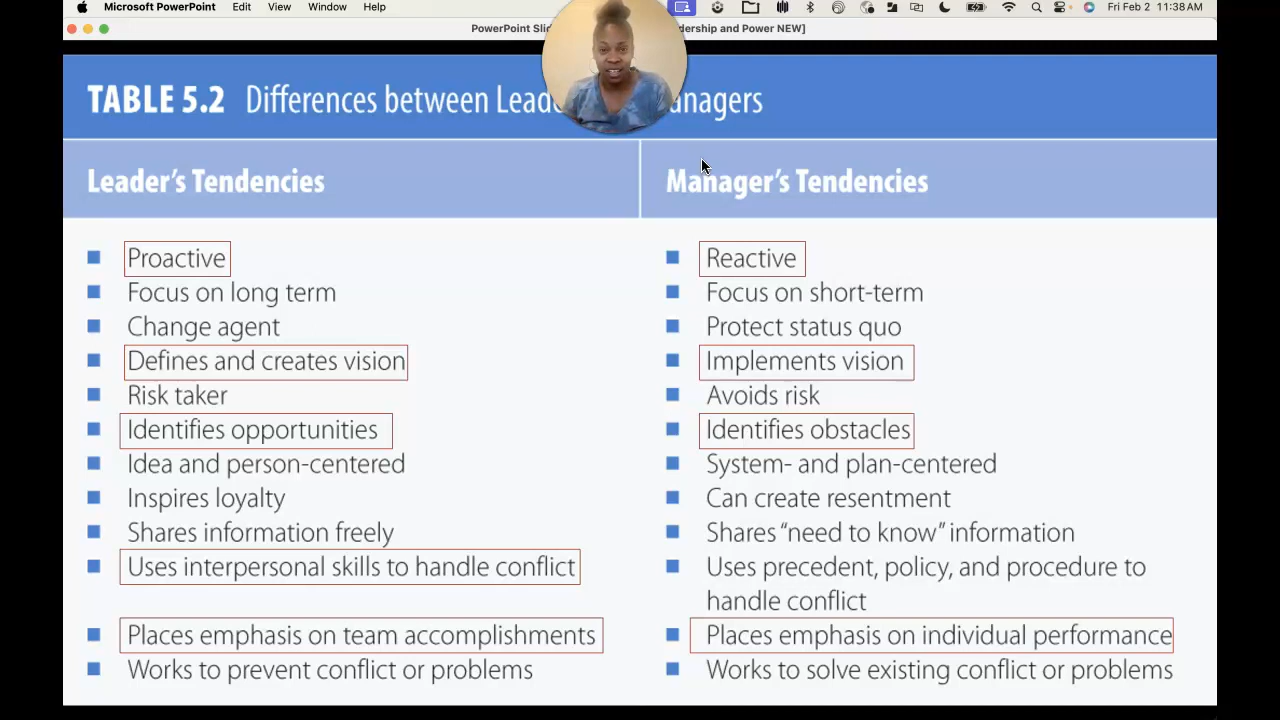 Microsoft PowerPoint Edit View Window Help Fri Feb 2 11:38 AM
PowerPoint Slid dership and Power NEW]
TABLE 5.2 Differences between Lead anagers
Leader's Tendencies
Proactive
Focus on long term
Change agent
Defines and creates vision
Risk taker
Identifies opportunities
Idea and person-centered
Inspires loyalty
Shares information freely
Uses interpersonal skills to handle conflict
Places emphasis on team accomplishments
Works to prevent conflict or problems
Manager's Tendencies
Reactive
Focus on short-term
Protect status quo
Implements vision
Avoids risk
Identifies obstacles
System- and plan-centered
Can create resentment
Shares “need to know” information
Uses precedent, policy, and procedure to
handle conflict
Places emphasis on individual performance
Works to solve existing conflict or problems